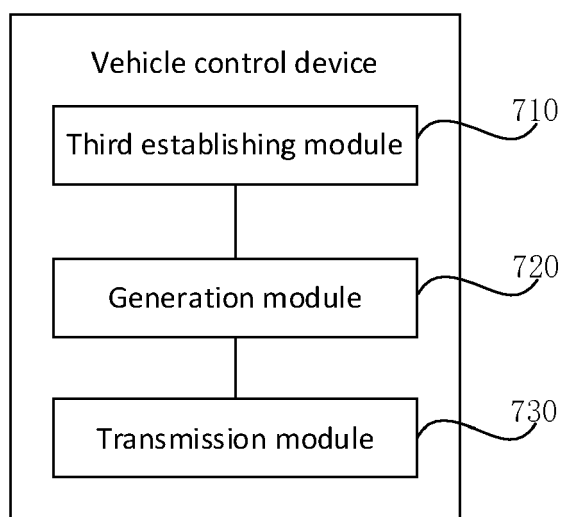 Vehicle control device
Third establishing module
710
Generation module
720
Transmission module
730